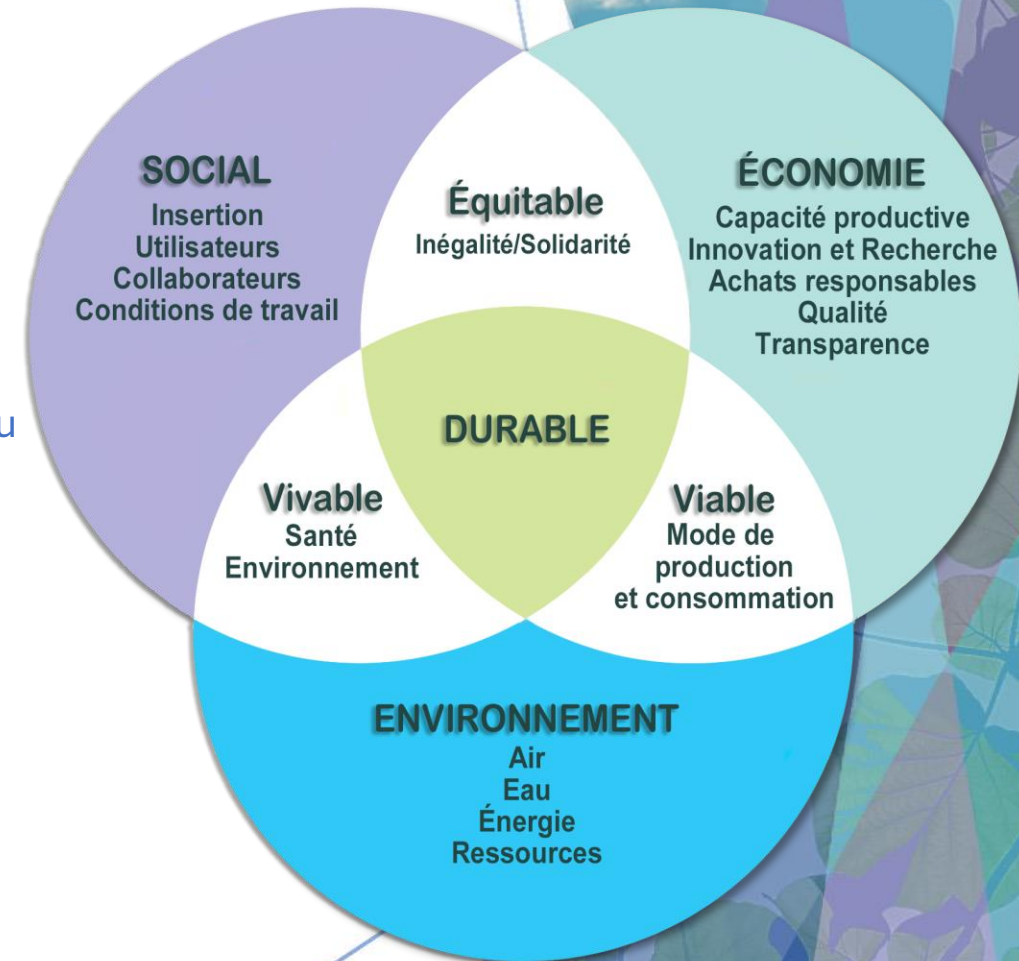 SOCIAL
Insertion
Utilisateurs
Collaborateurs
Conditions de travail
Équitable
Inégalité/Solidarité
ÉCONOMIE
Capacité productive
Innovation et Recherche
Achats responsables
Qualité
Transparence
u
DURABLE
Vivable
Santé
Environnement
Viable
Mode de
production
et consommation
ENVIRONNEMENT
Air
Eau
Énergie
Ressources